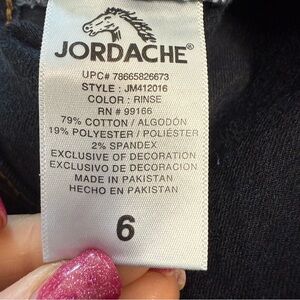 JORDACHE®
UPC# 78665826673
STYLE : JM412016
COLOR : RINSE
RN # 99166
79% COTTON / ALGODÓN
19% POLYESTER / POLIÉSTER
2% SPANDEX
EXCLUSIVE OF DECORATION
EXCLUSIVO DE DECORACION
MADE IN PAKISTAN
HECHO EN PAKISTAN
6